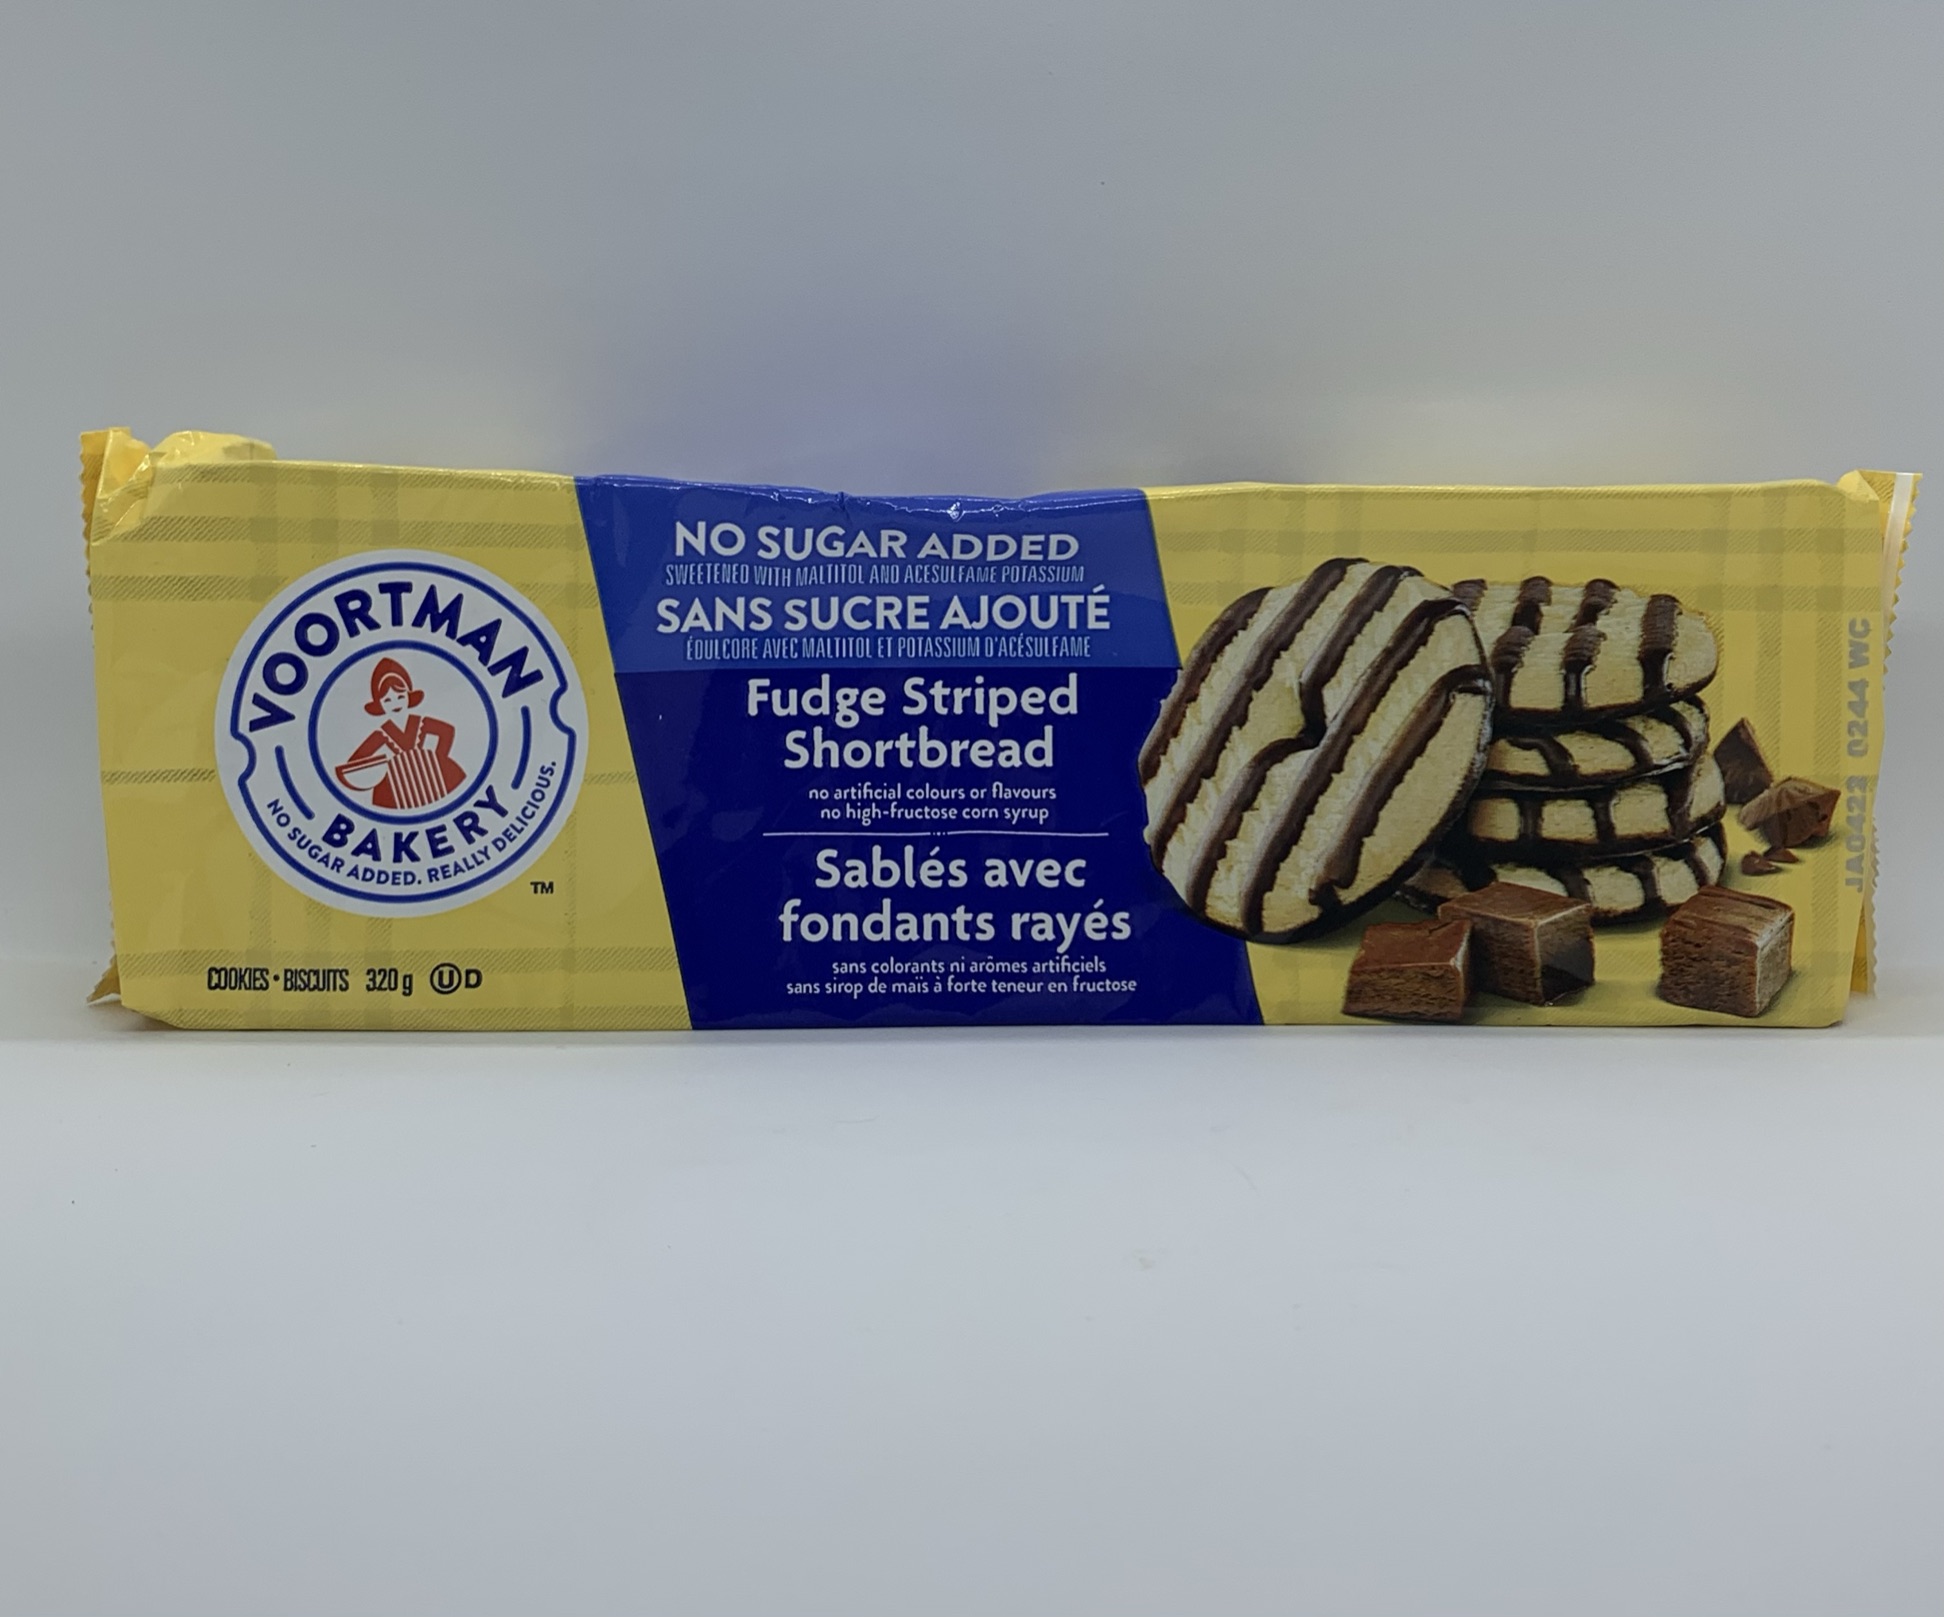 VOORTMAN
BAKERY
NO SUGAR ADDED. REALLY DELICIOUS.
TM
COOKIES • BISCUITS 320 g U D
NO SUGAR ADDED
SWEETENED WITH MALTITOL AND ACESULFAME POTASSIUM
SANS SUCRE AJOUTÉ
ÉDULCORE AVEC MALTITOL ET POTASSIUM D'ACÉSULFAME
Fudge Striped
Shortbread
no artificial colours or flavours
no high-fructose corn syrup
Sablés avec
fondants rayés
sans colorants ni arômes artificiels
sans sirop de maïs à forte teneur en fructose
JA0423 0244 WC